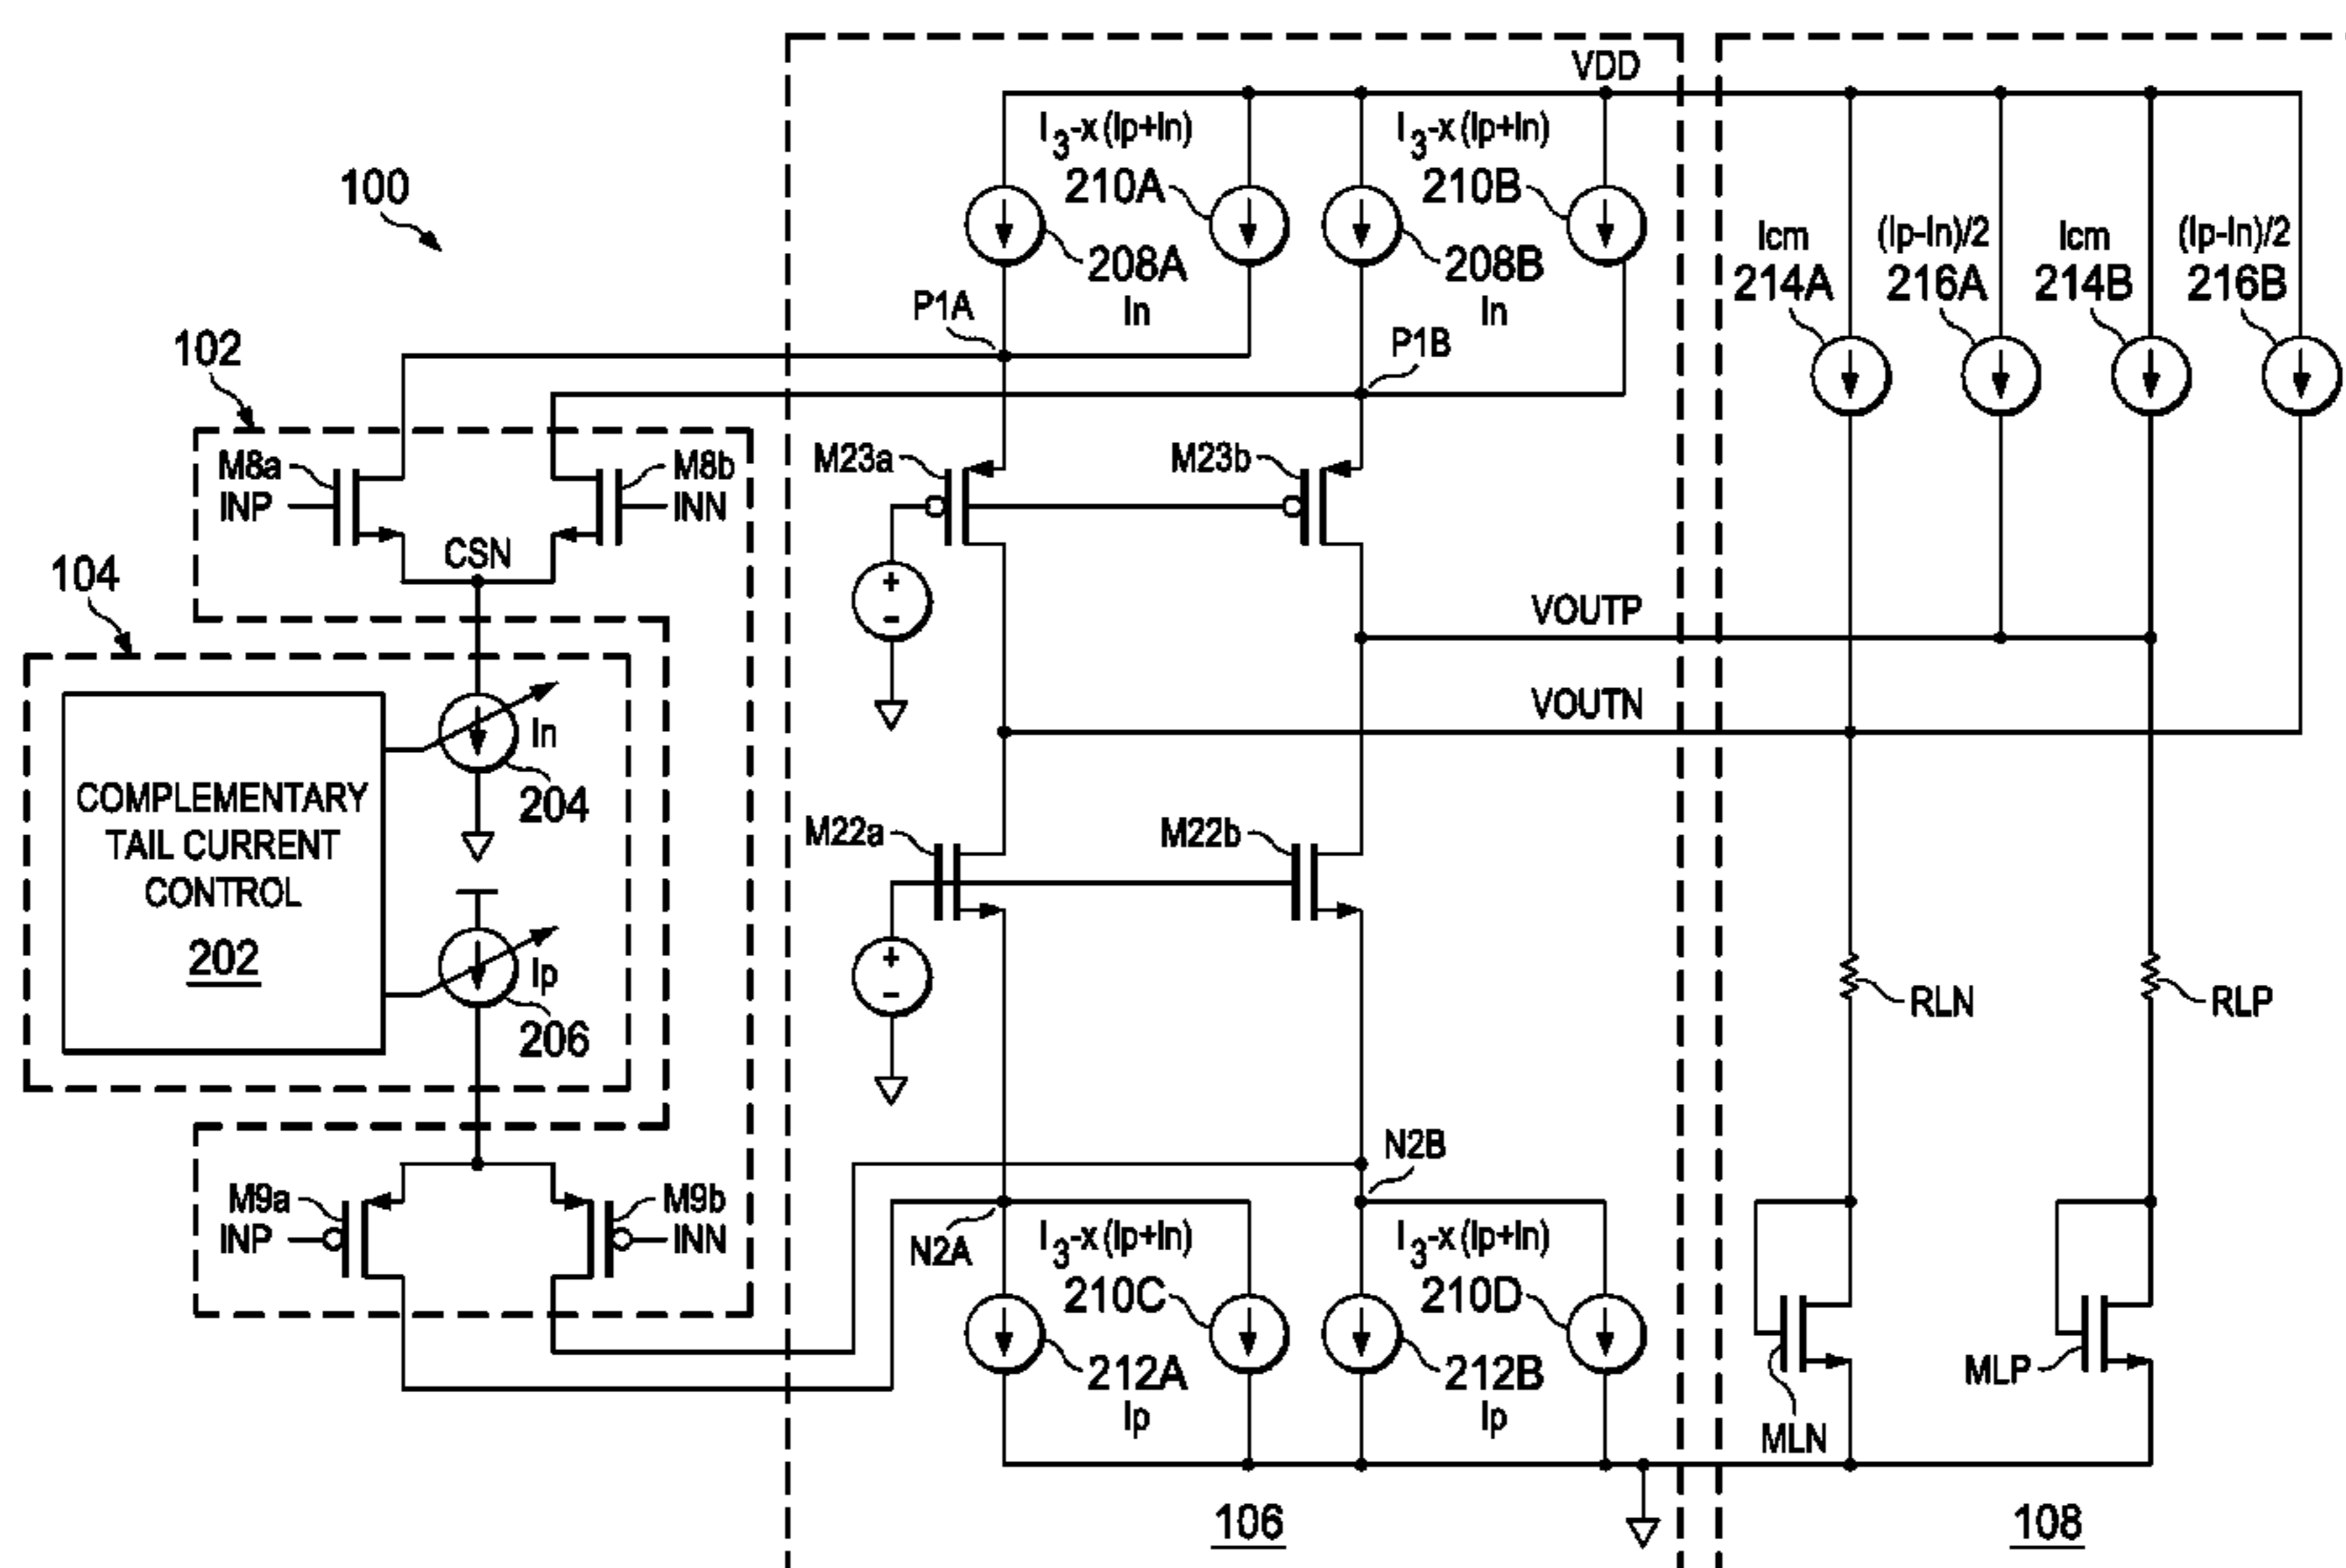 VDD
I3-x(Ip+In)
210A
208A
In
I3-x(Ip+In)
210B
208B
In
Icm
214A
(Ip-In)/2
216A
Icm
214B
(Ip-In)/2
216B
100
P1A
P1B
102
M8a
INP
M8b
INN
CSN
M23a
M23b
104
VOUTP
VOUTN
COMPLEMENTARY
TAIL CURRENT
CONTROL
202
In
204
Ip
206
M22a
M22b
RLN
RLP
M9a
INP
M9b
INN
N2B
N2A
I3-x(Ip+In)
210C
212A
Ip
I3-x(Ip+In)
210D
212B
Ip
MLN
MLP
106
108
+
-
+
-